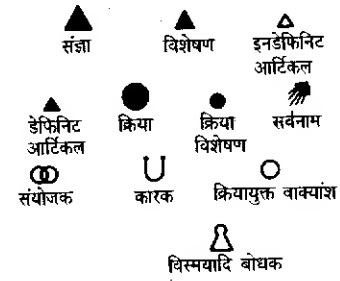 संज्ञा विशेषण इनडेफिनिट
आर्टिकल
डेफिनिट क्रिया क्रिया सर्वनाम
आर्टिकल विशेषण
संयोजक कारक क्रियायुक्त वाक्यांश
विस्मयादि बोधक